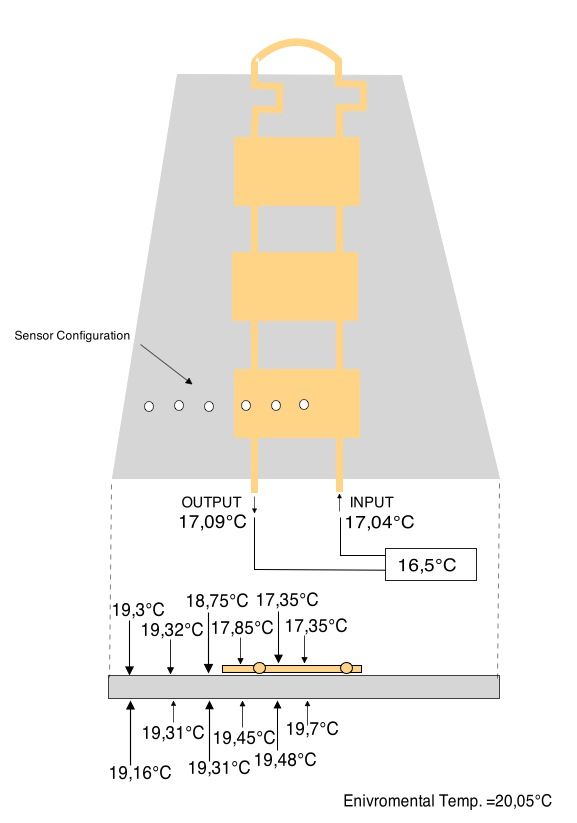 Sensor Configuration
OUTPUT
17,09°C
INPUT
17,04°C
16,5°C
19,3°C
19,32°C
18,75°C
17,85°C
17,35°C
17,35°C
19,16°C
19,31°C
19,31°C
19,45°C
19,48°C
19,7°C
Enivromental Temp. =20,05°C